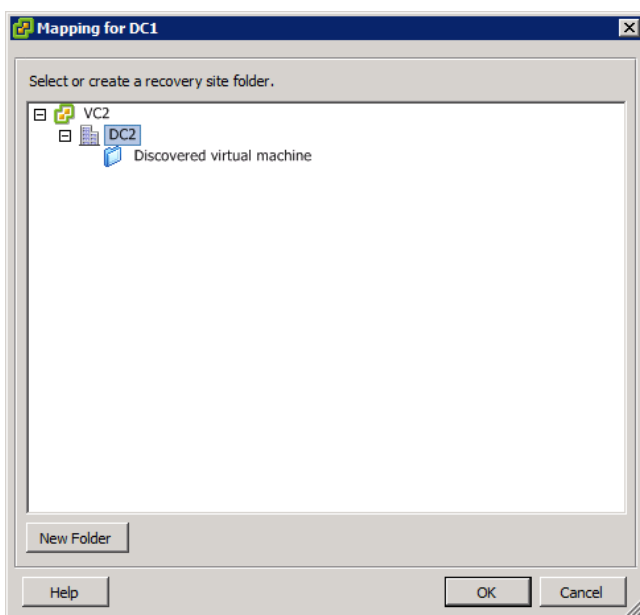 Mapping for DC1
Select or create a recovery site folder.
VC2
DC2
Discovered virtual machine
New Folder
Help
OK
Cancel